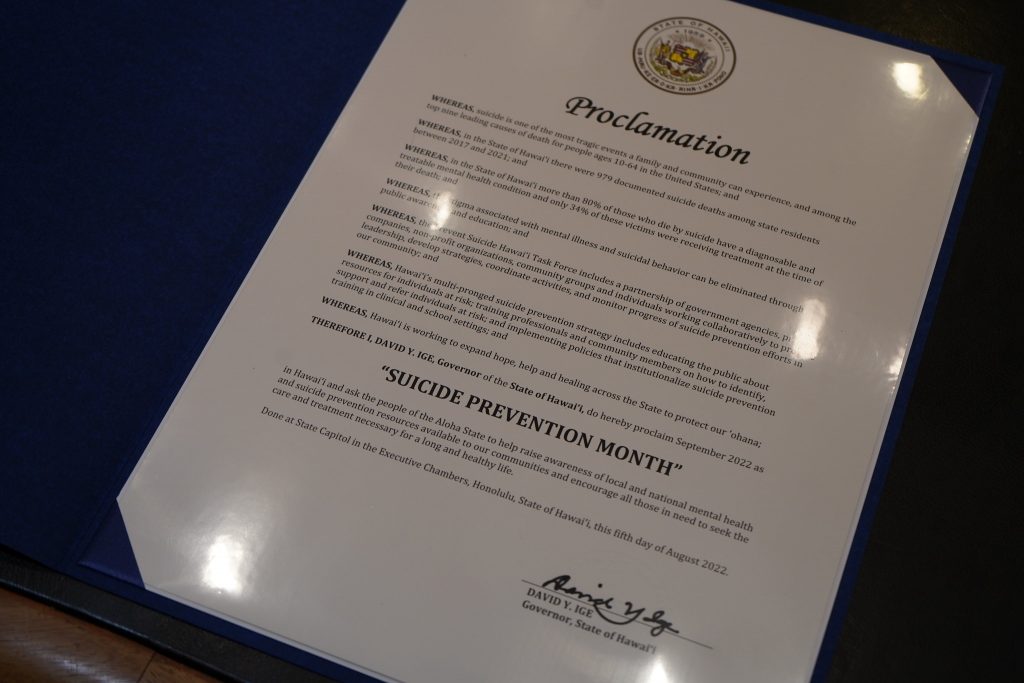 STATE OF HAWAII
1959
Proclamation
WHEREAS, suicide is one of the most tragic events a family and community can experience, and among the
top nine leading causes of death for people ages 10-64 in the United States; and
WHEREAS, in the State of Hawai‘i there were 979 documented suicide deaths among state residents
between 2017 and 2021; and
WHEREAS, in the State of Hawai‘i more than 80% of those who die by suicide have a diagnosable and
treatable mental health condition and only 34% of these victims were receiving treatment at the time of
their death; and
WHEREAS, the stigma associated with mental illness and suicidal behavior can be eliminated through
public awareness and education; and
WHEREAS, the Prevent Suicide Hawai‘i Task Force includes a partnership of government agencies,
companies, non-profit organizations, community groups and individuals working collaboratively to
leadership, develop strategies, coordinate activities, and monitor progress of suicide prevention efforts in
our community; and
WHEREAS, Hawai‘i's multi-pronged suicide prevention strategy includes educating the public about
resources for individuals at risk; training professionals and community members on how to identify,
support and refer individuals at risk; and implementing policies that institutionalize suicide prevention
training in clinical and school settings; and
WHEREAS, Hawai‘i is working to expand hope, help and healing across the State to protect our ‘ohana;
THEREFORE I, DAVID Y. IGE, Governor of the State of Hawai‘i, do hereby proclaim September 2022 as
“SUICIDE PREVENTION MONTH”
in Hawai‘i and ask the people of the Aloha State to help raise awareness of local and national mental health
and suicide prevention resources available to our communities and encourage all those in need to seek the
care and treatment necessary for a long and healthy life.
Done at State Capitol in the Executive Chambers, Honolulu, State of Hawai‘i, this fifth day of August 2022.
David Y. Ige
DAVID Y. IGE
Governor, State of Hawai‘i